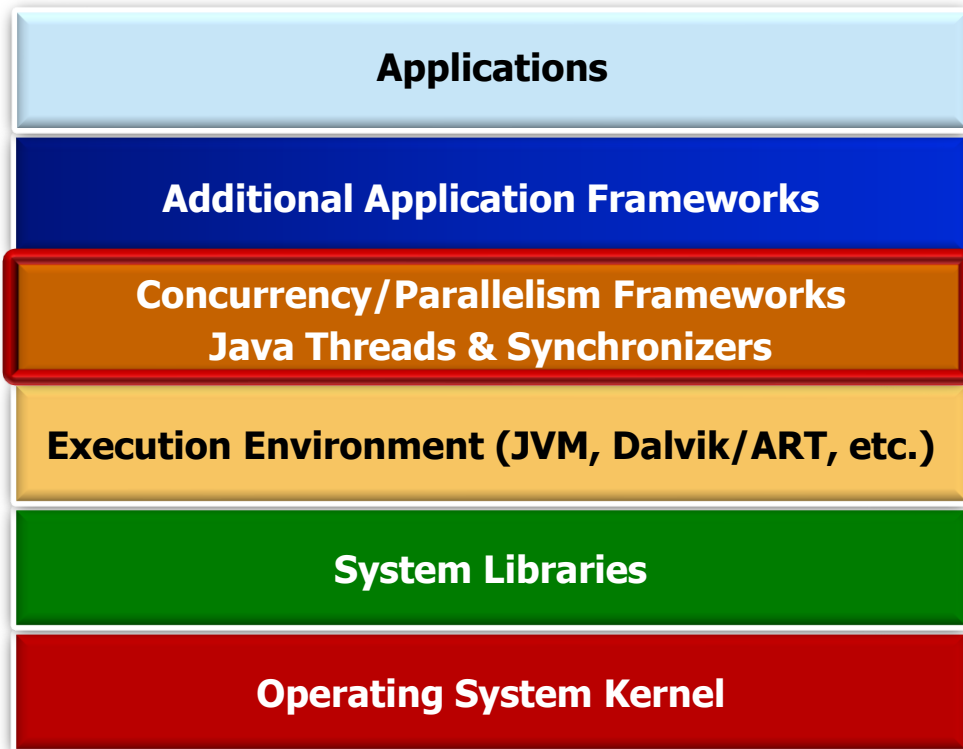 Applications
Additional Application Frameworks
Concurrency/Parallelism Frameworks
Java Threads & Synchronizers
Execution Environment (JVM, Dalvik/ART, etc.)
System Libraries
Operating System Kernel